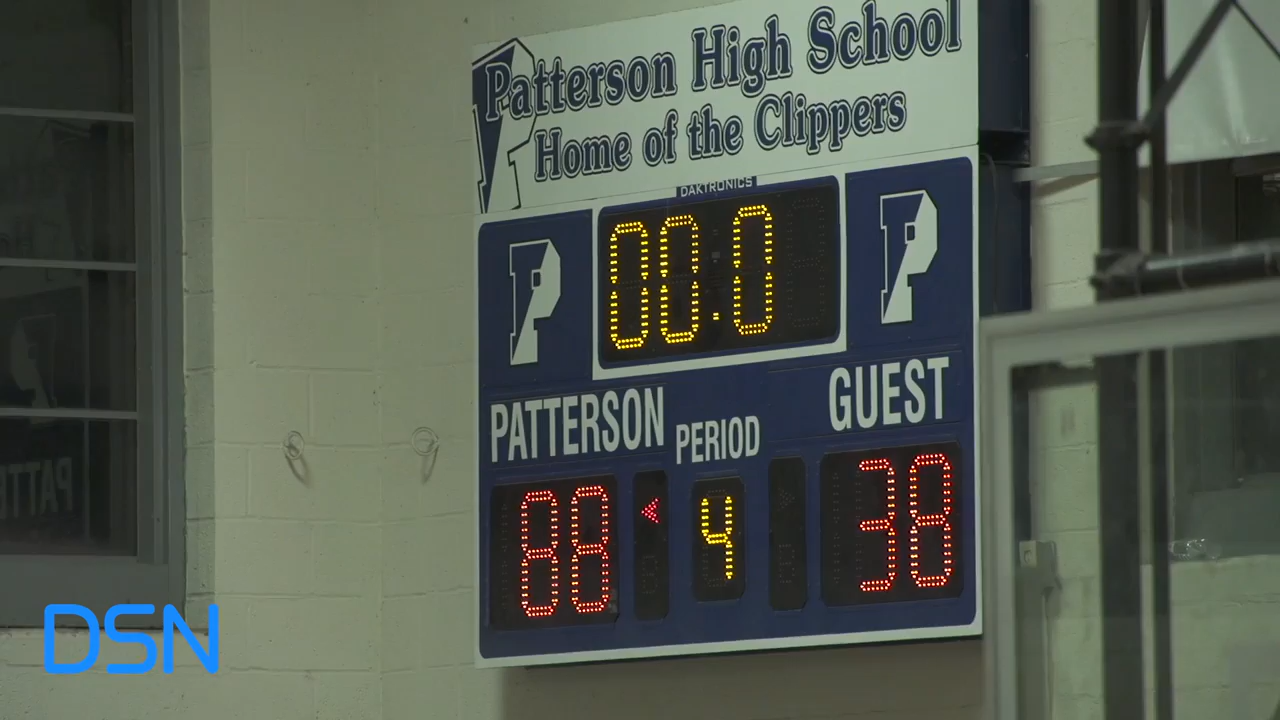 Patterson High School
Home of the Clippers
DAKTRONICS
P
00.0
P
PATTERSON
PERIOD
GUEST
88
4
38
DSN